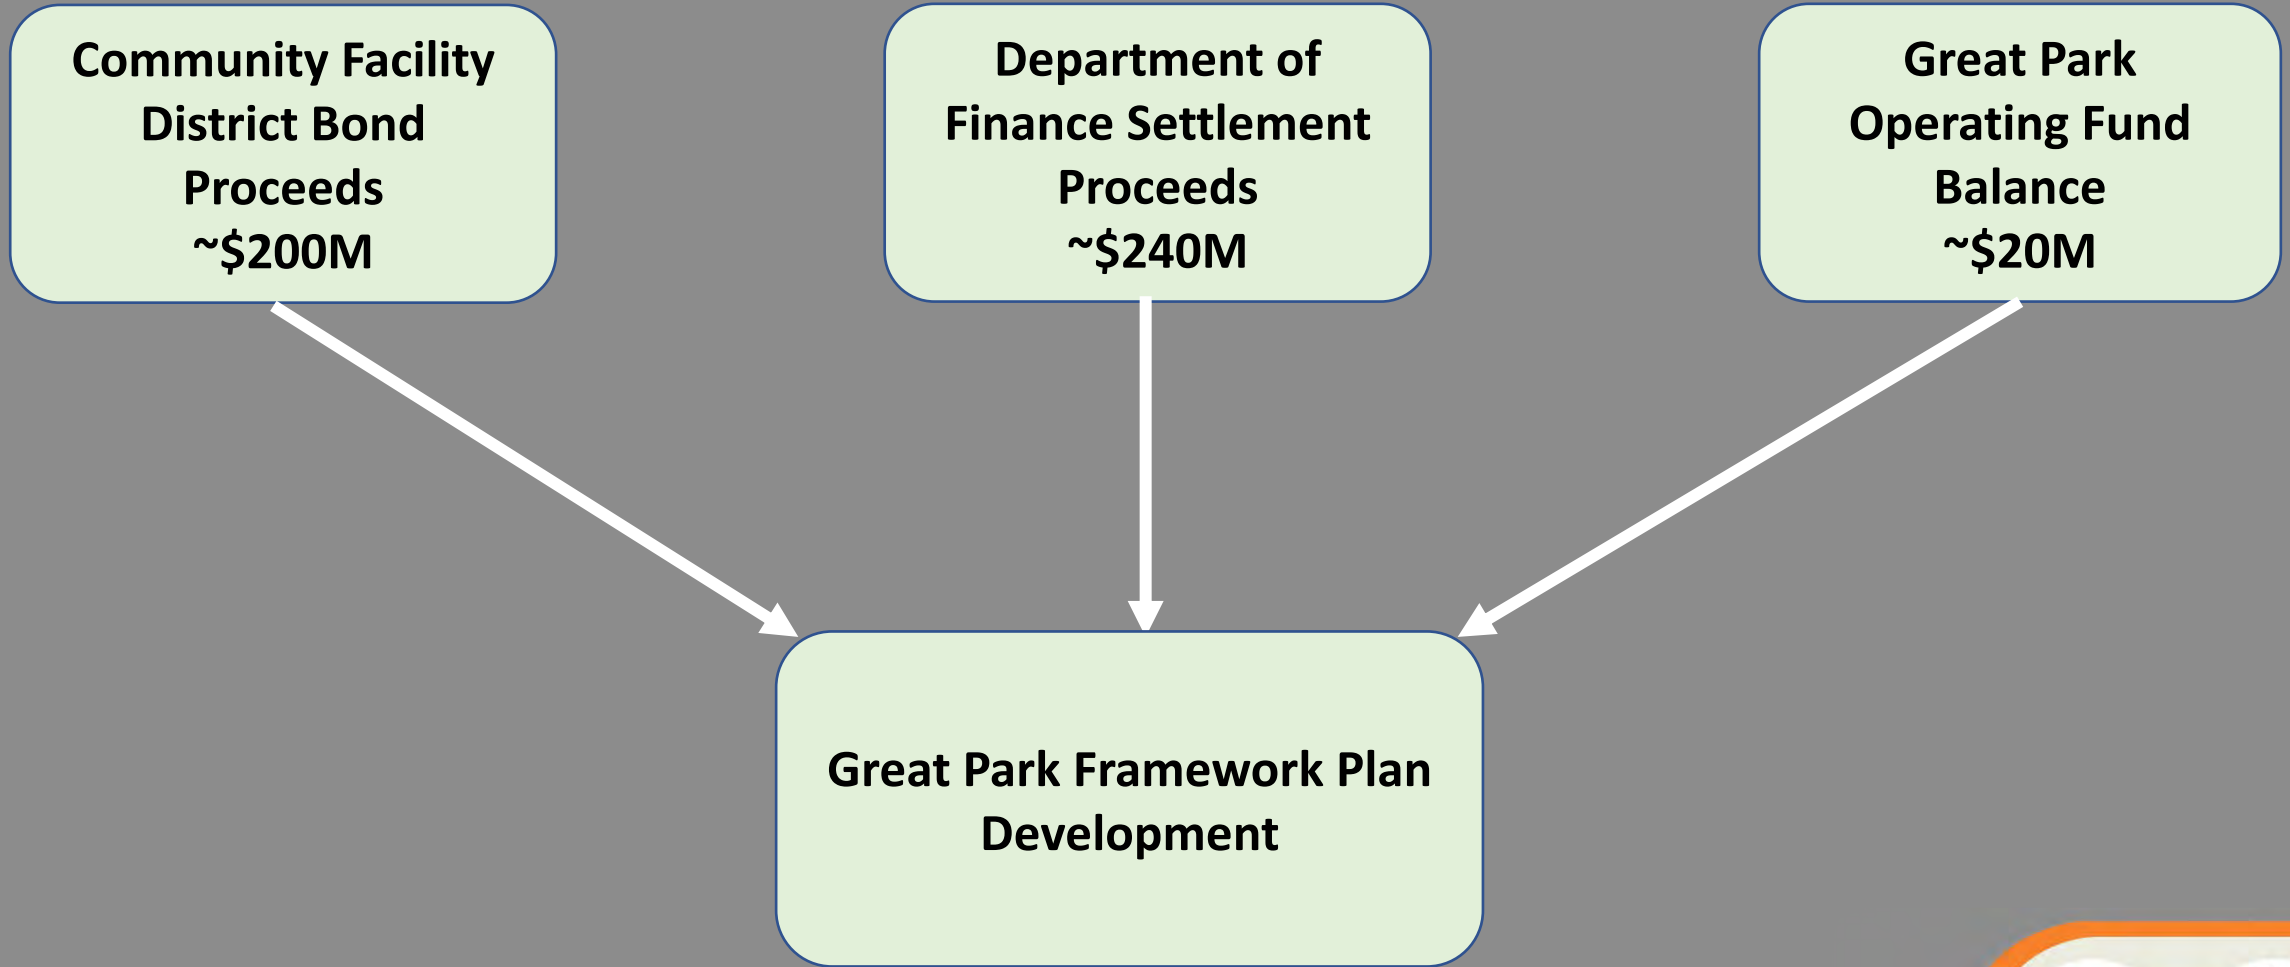 Community Facility
District Bond
Proceeds
~$200M
Department of
Finance Settlement
Proceeds
~$240M
Great Park
Operating Fund
Balance
~$20M
Great Park Framework Plan
Development